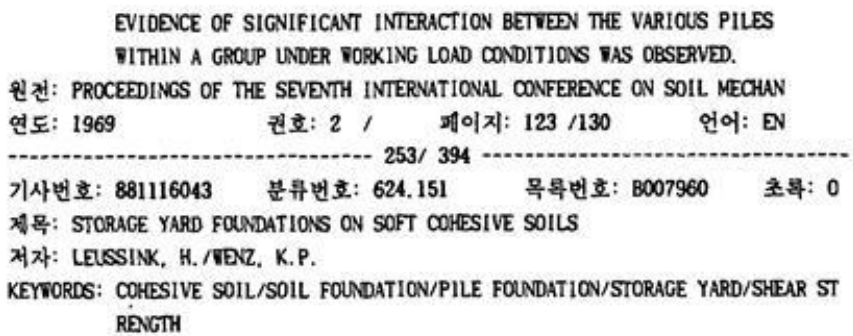 EVIDENCE OF SIGNIFICANT INTERACTION BETWEEN THE VARIOUS PILES
WITHIN A GROUP UNDER WORKING LOAD CONDITIONS WAS OBSERVED.
원전: PROCEEDINGS OF THE SEVENTH INTERNATIONAL CONFERENCE ON SOIL MECHAN
연도: 1969 권호: 2 / 페이지: 123 /130 언어: EN
--------------------------------- 253/ 394 ---------------------------------
기사번호: 881116043 분류번호: 624.151 목록번호: B007960 초록: 0
제목: STORAGE YARD FOUNDATIONS ON SOFT COHESIVE SOILS
저자: LEUSSINK, H./WENZ, K.P.
KEYWORDS: COHESIVE SOIL/SOIL FOUNDATION/PILE FOUNDATION/STORAGE YARD/SHEAR ST
RENGTH